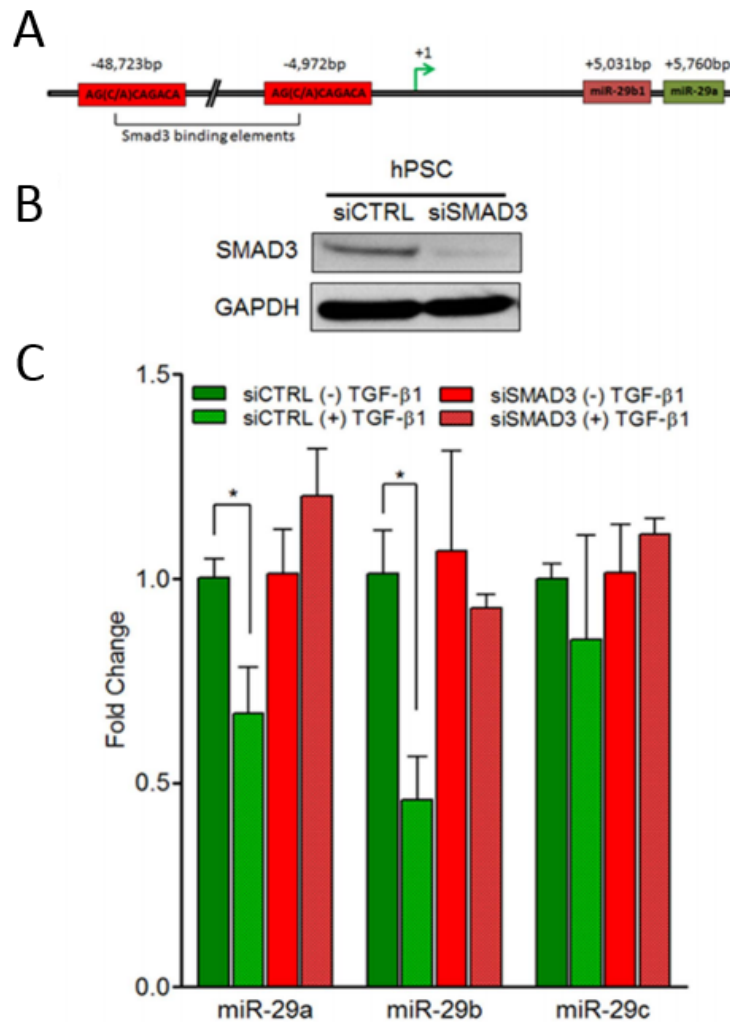 A
-48,723bp -4,972bp +1 +5,031bp +5,760bp
AG(C/A)CAGACA AG(C/A)CAGACA miR-29b1 miR-29a
Smad3 binding elements
B
hPSC
siCTRL siSMAD3
SMAD3
GAPDH
C
1.5
siCTRL (-) TGF-β1 siSMAD3 (-) TGF-β1
siCTRL (+) TGF-β1 siSMAD3 (+) TGF-β1
* *
1.0
Fold Change
0.5
0.0
miR-29a miR-29b miR-29c